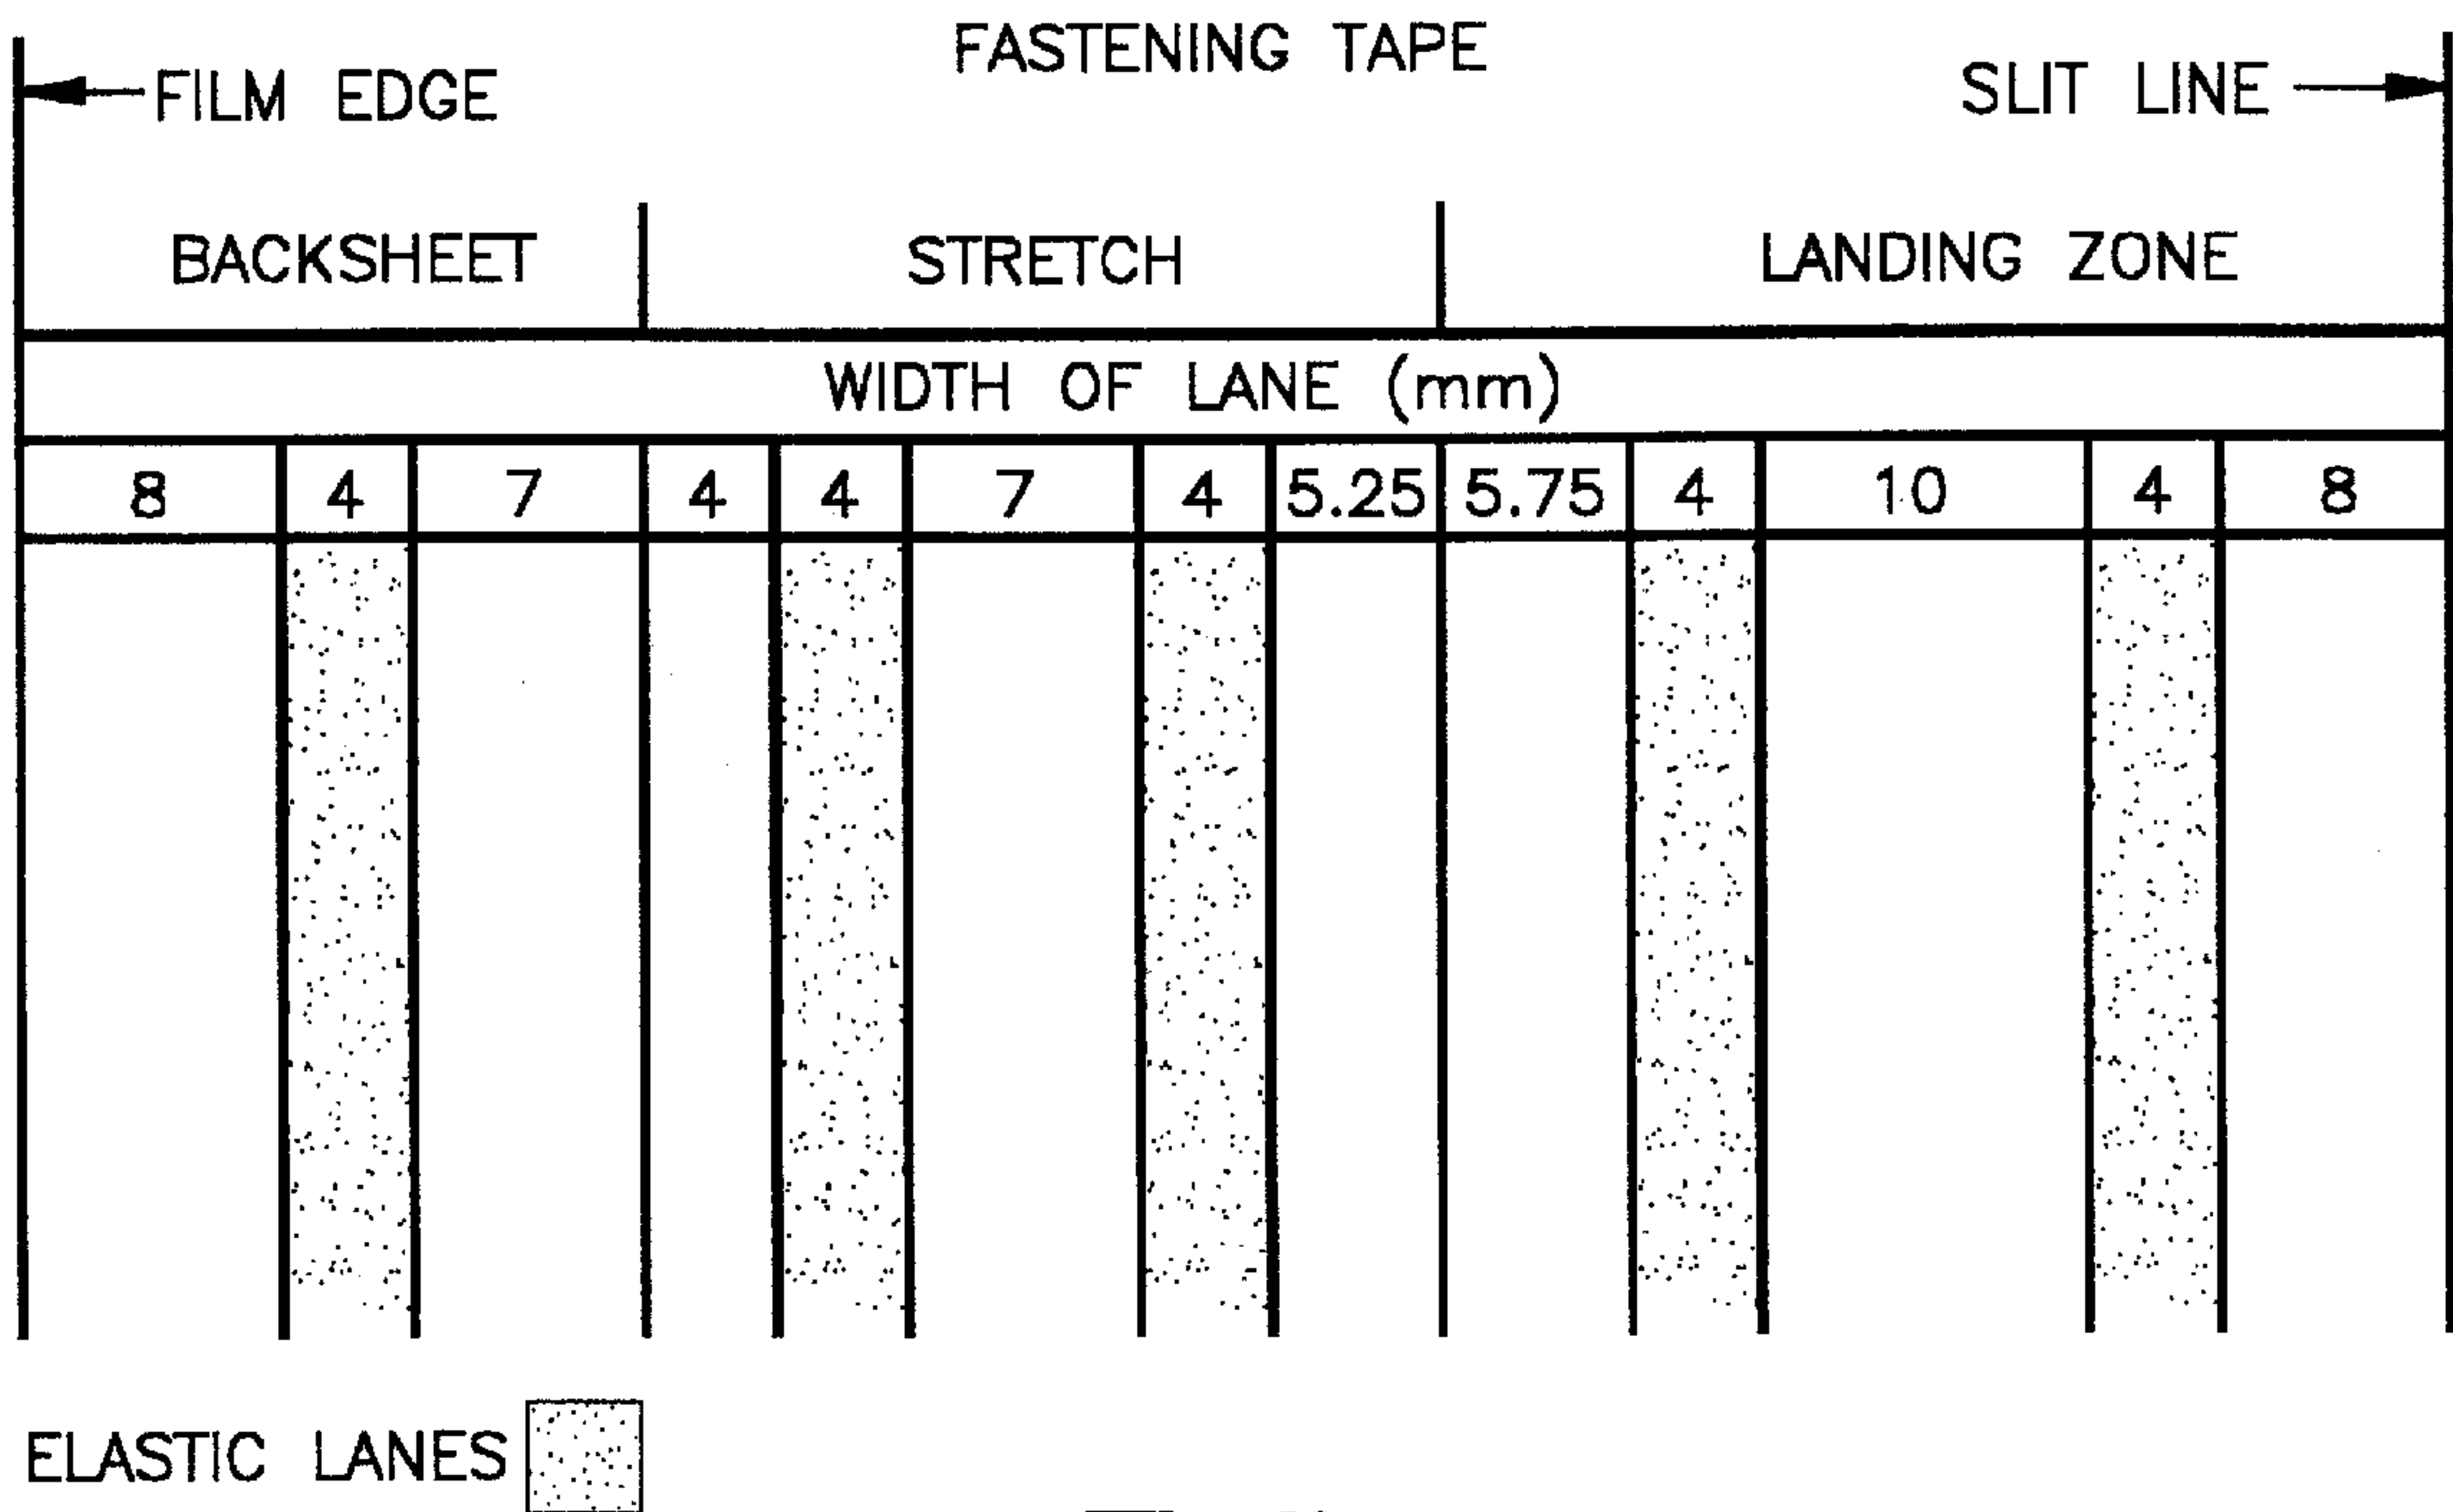 FASTENING TAPE
FILM EDGE SLIT LINE
BACKSHEET STRETCH LANDING ZONE
WIDTH OF LANE (mm)
8 4 7 4 4 7 4 5.25 5.75 4 10 4 8
ELASTIC LANES